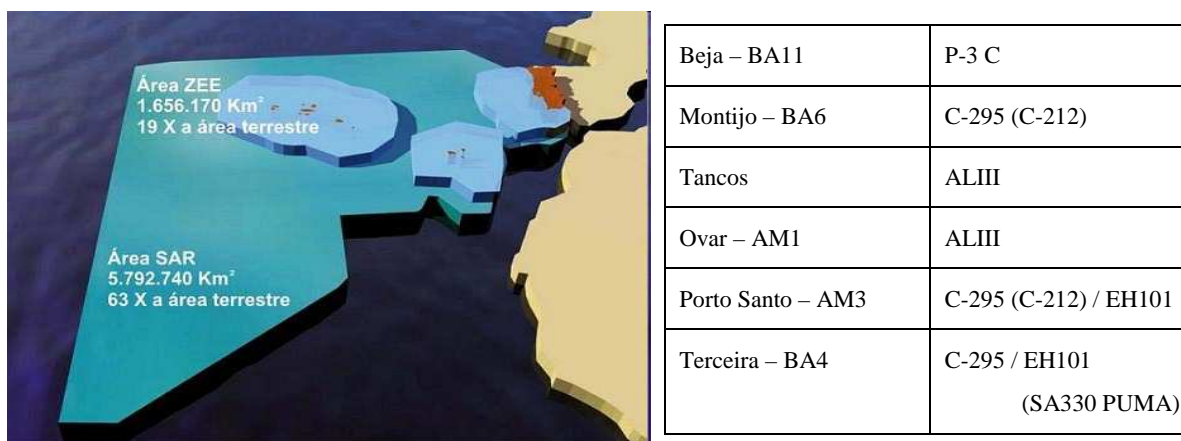 Área ZEE
1.656.170 Km²
19 X a área terrestre
Área SAR
5.792.740 Km²
63 X a área terrestre
Beja – BA11 P-3 C
Montijo – BA6 C-295 (C-212)
Tancos ALIII
Ovar – AM1 ALIII
Porto Santo – AM3 C-295 (C-212) / EH101
Terceira – BA4 C-295 / EH101
(SA330 PUMA)